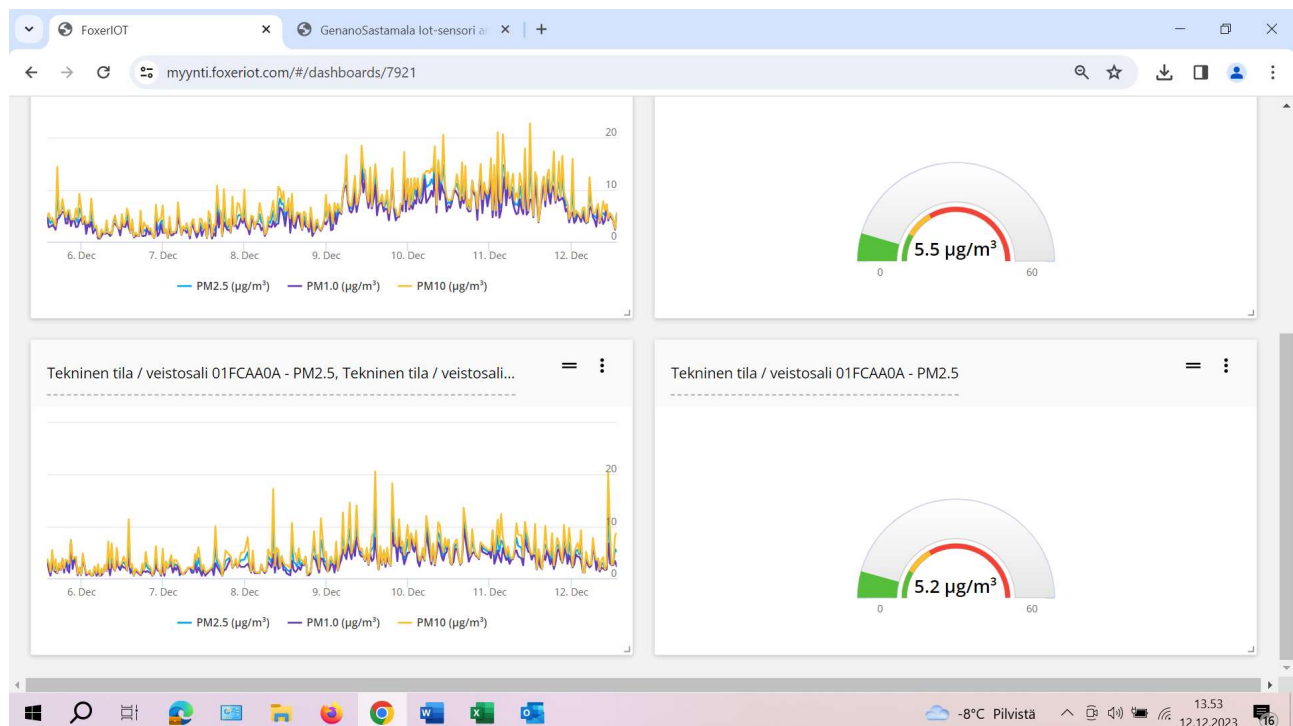 FoxerIOT
GenanoSastamala Iot-sensori
myynti.foxeriot.com/#/dashboards/7921
20
10
0
6. Dec 7. Dec 8. Dec 9. Dec 10. Dec 11. Dec 12. Dec
PM2.5 (µg/m³) PM1.0 (µg/m³) PM10 (µg/m³)
5.5 µg/m³
0 60
Tekninen tila / veistosali 01FCAA0A - PM2.5, Tekninen tila / veistosali...
20
10
0
6. Dec 7. Dec 8. Dec 9. Dec 10. Dec 11. Dec 12. Dec
PM2.5 (µg/m³) PM1.0 (µg/m³) PM10 (µg/m³)
Tekninen tila / veistosali 01FCAA0A - PM2.5
5.2 µg/m³
0 60
-8°C Pilvistä
13.53
12.12.2023
16